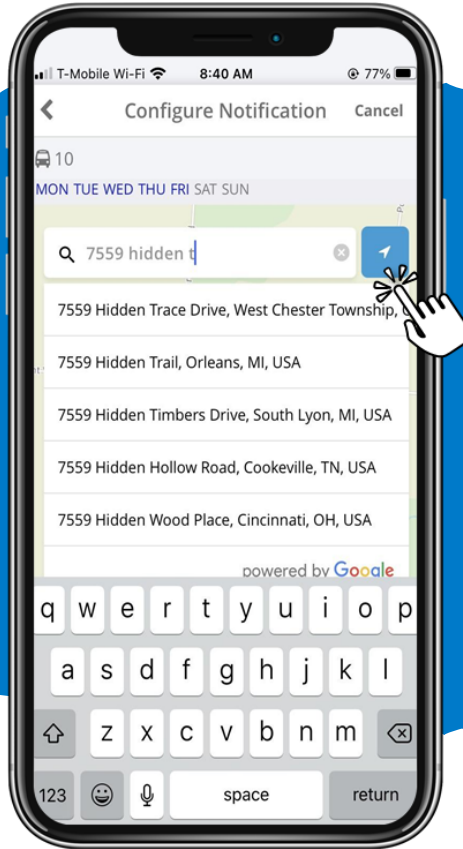 T-Mobile Wi-Fi 8:40 AM 77%
Configure Notification Cancel
10
MON TUE WED THU FRI SAT SUN
7559 hidden t
7559 Hidden Trace Drive, West Chester Township,
7559 Hidden Trail, Orleans, MI, USA
7559 Hidden Timbers Drive, South Lyon, MI, USA
7559 Hidden Hollow Road, Cookeville, TN, USA
7559 Hidden Wood Place, Cincinnati, OH, USA
powered by Google
q w e r t y u i o p
a s d f g h j k l
z x c v b n m
123 space return